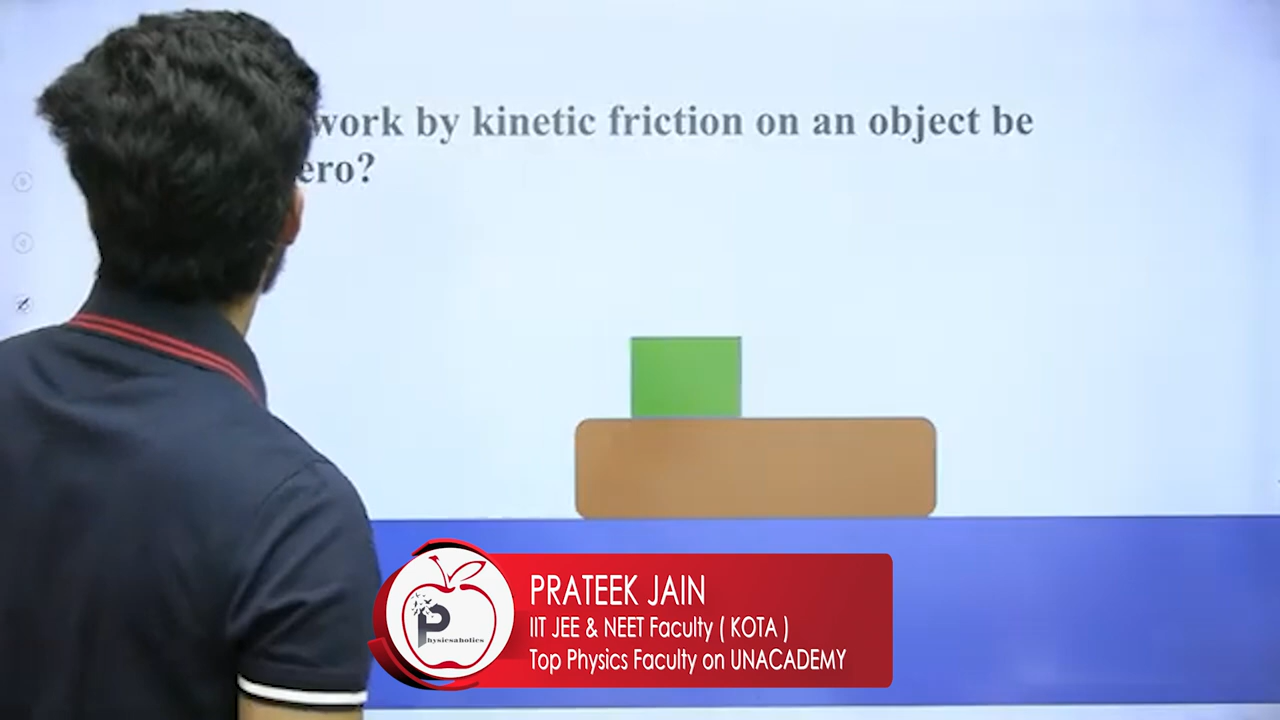 work by kinetic friction on an object be
ero?
PRATEEK JAIN
IIT JEE & NEET Faculty ( KOTA )
Top Physics Faculty on UNACADEMY
Physicsaholics